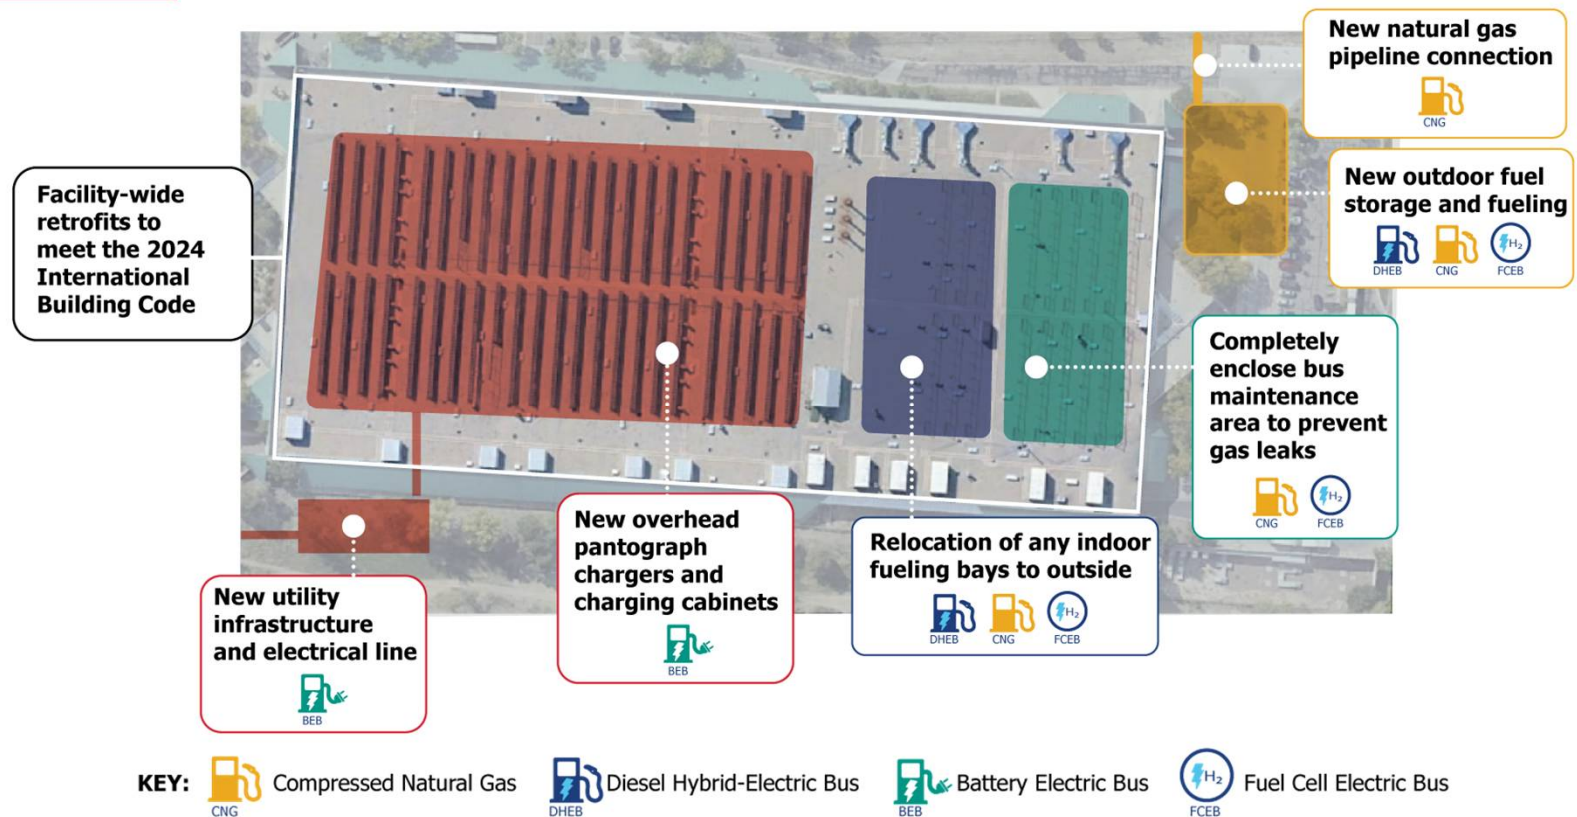 New natural gas
pipeline connection
CNG
New outdoor fuel
storage and fueling
DHEB CNG FCEB
H2
Facility-wide
retrofits to
meet the 2024
International
Building Code
Completely
enclose bus
maintenance
area to prevent
gas leaks
H2
CNG FCEB
New overhead
pantograph
chargers and
charging cabinets
BEB
Relocation of any indoor
fueling bays to outside
H2
DHEB CNG FCEB
New utility
infrastructure
and electrical line
BEB
KEY: Compressed Natural Gas Diesel Hybrid-Electric Bus Battery Electric Bus H2 Fuel Cell Electric Bus
CNG DHEB BEB FCEB